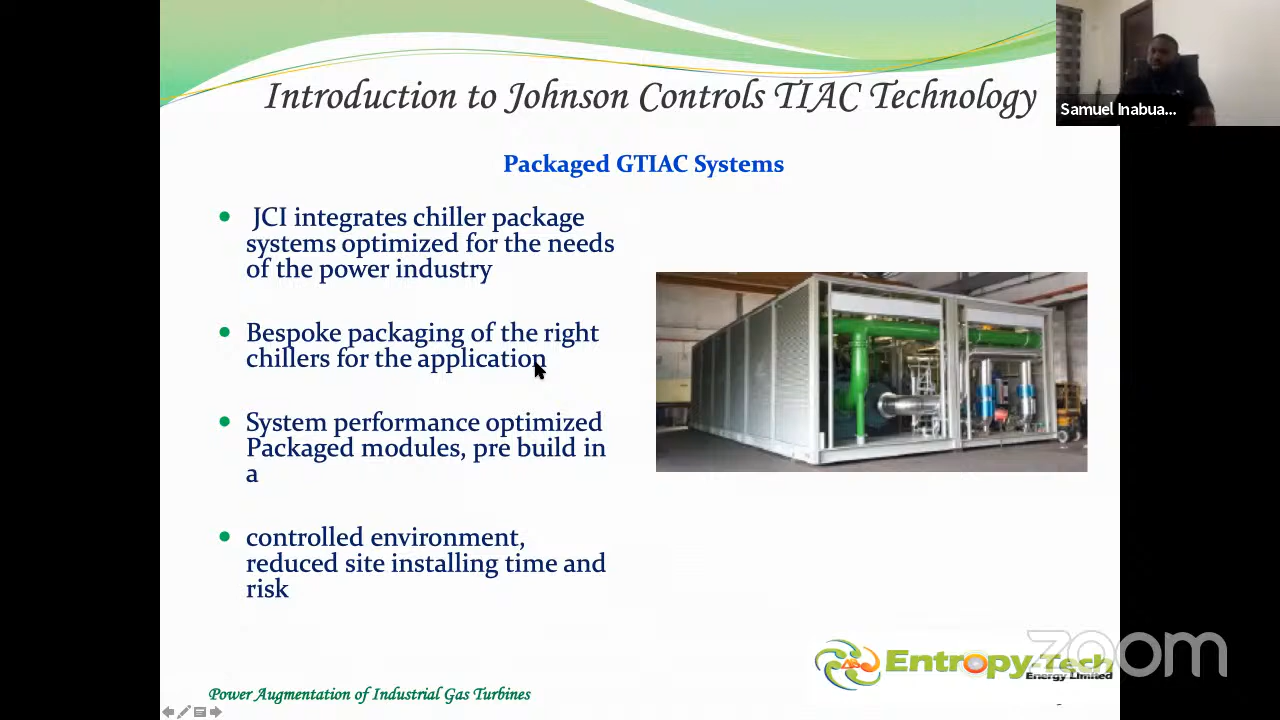 Introduction to Johnson Controls TIAC Technology
Samuel Inabua...
Packaged GTIAC Systems
JCI integrates chiller package
systems optimized for the needs
of the power industry
Bespoke packaging of the right
chillers for the application
System performance optimized
Packaged modules, pre build in
a
controlled environment,
reduced site installing time and
risk
Entropy-Tech
Energy Limited
zoom
Power Augmentation of Industrial Gas Turbines